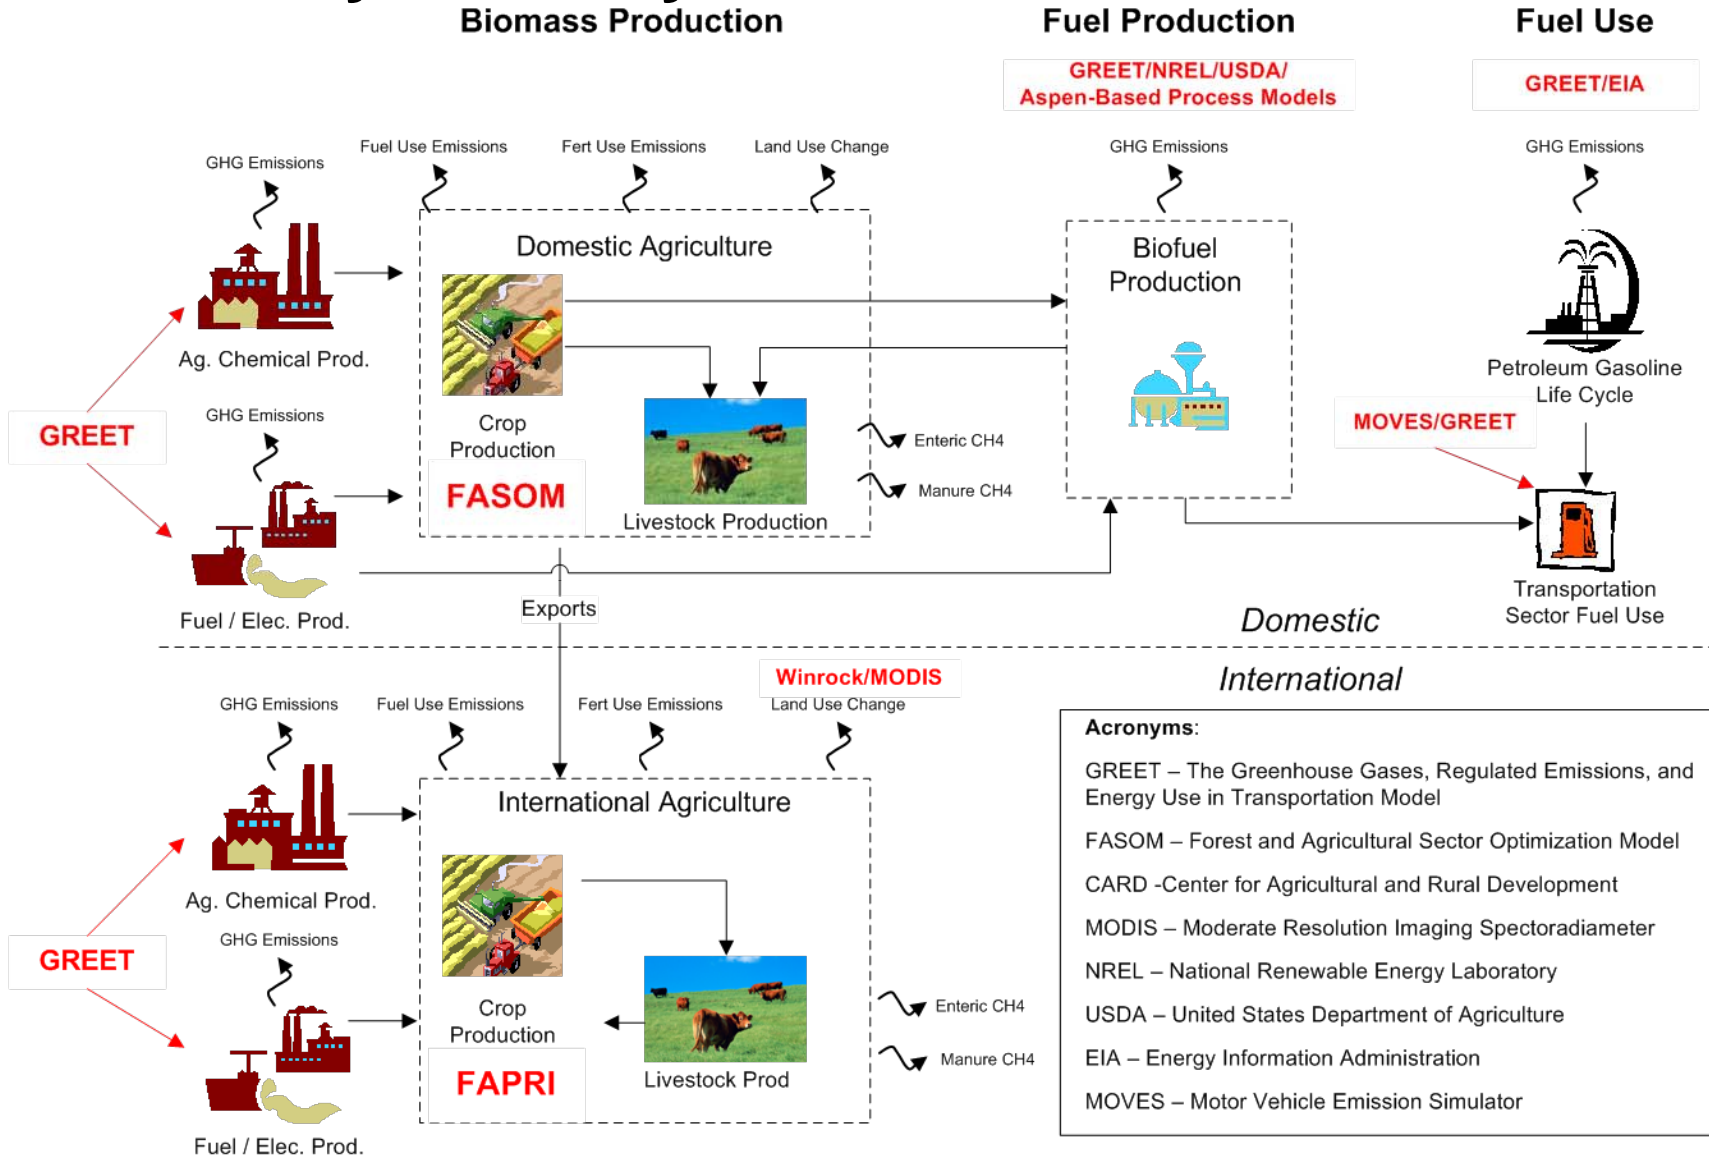 Biomass Production
Fuel Production
Fuel Use
GREET/NREL/USDA/
Aspen-Based Process Models
GREET/EIA
GHG Emissions
Fuel Use Emissions
Fert Use Emissions
Land Use Change
GHG Emissions
GHG Emissions
Domestic Agriculture
Biofuel
Production
Ag. Chemical Prod.
Petroleum Gasoline
Life Cycle
GREET
GHG Emissions
Crop
Production
FASOM
Livestock Production
Enteric CH4
Manure CH4
MOVES/GREET
Fuel / Elec. Prod.
Exports
Transportation
Sector Fuel Use
Domestic
International
Winrock/MODIS
GHG Emissions
Fuel Use Emissions
Fert Use Emissions
Land Use Change
International Agriculture
Ag. Chemical Prod.
GREET
GHG Emissions
Crop
Production
FAPRI
Livestock Prod
Enteric CH4
Manure CH4
Fuel / Elec. Prod.
Acronyms:
GREET – The Greenhouse Gases, Regulated Emissions, and
Energy Use in Transportation Model
FASOM – Forest and Agricultural Sector Optimization Model
CARD -Center for Agricultural and Rural Development
MODIS – Moderate Resolution Imaging Spectoradiameter
NREL – National Renewable Energy Laboratory
USDA – United States Department of Agriculture
EIA – Energy Information Administration
MOVES – Motor Vehicle Emission Simulator